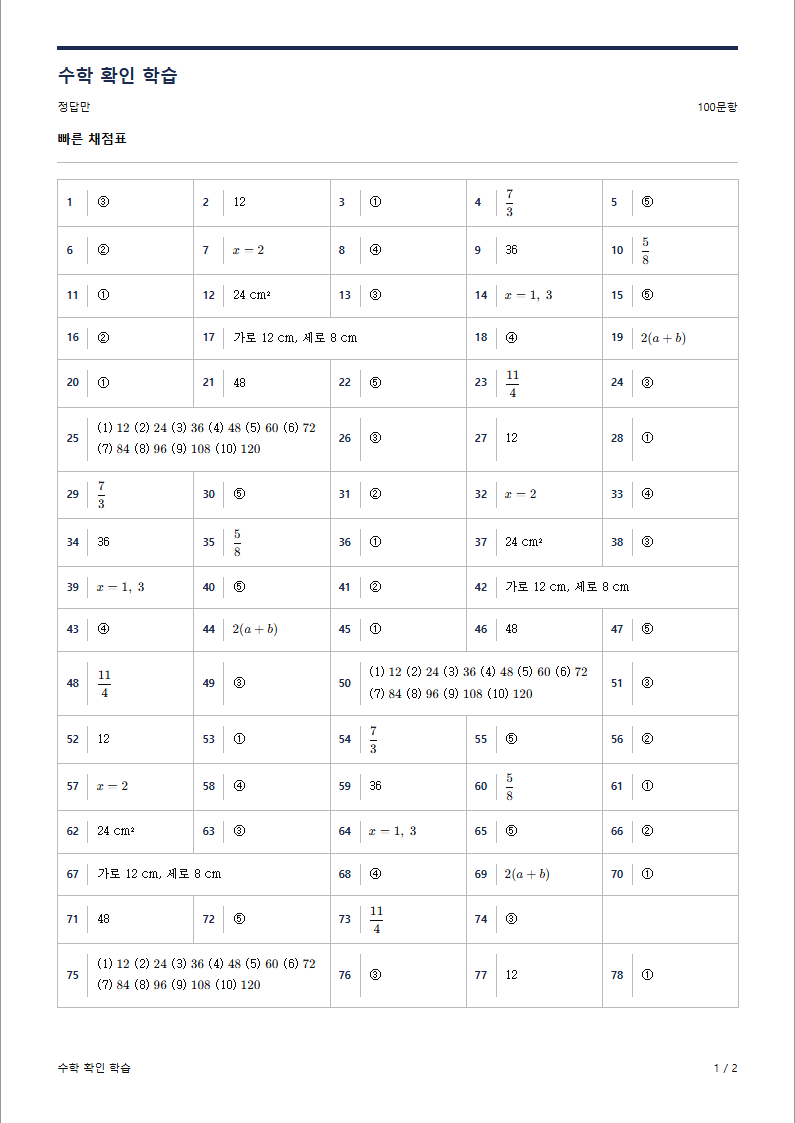 수학 확인 학습
정답만 100문항
빠른 채점표
1 ③ 2 12 3 ① 4 7/3 5 ⑤
6 ② 7 x = 2 8 ④ 9 36 10 5/8
11 ① 12 24 cm² 13 ③ 14 x = 1, 3 15 ⑤
16 ② 17 가로 12 cm, 세로 8 cm 18 ④ 19 2(a + b)
20 ① 21 48 22 ⑤ 23 11/4 24 ③
25 (1) 12 (2) 24 (3) 36 (4) 48 (5) 60 (6) 72
(7) 84 (8) 96 (9) 108 (10) 120 26 ③ 27 12 28 ①
29 7/3 30 ⑤ 31 ② 32 x = 2 33 ④
34 36 35 5/8 36 ① 37 24 cm² 38 ③
39 x = 1, 3 40 ⑤ 41 ② 42 가로 12 cm, 세로 8 cm
43 ④ 44 2(a + b) 45 ① 46 48 47 ⑤
48 11/4 49 ③ 50 (1) 12 (2) 24 (3) 36 (4) 48 (5) 60 (6) 72
(7) 84 (8) 96 (9) 108 (10) 120 51 ③
52 12 53 ① 54 7/3 55 ⑤ 56 ②
57 x = 2 58 ④ 59 36 60 5/8 61 ①
62 24 cm² 63 ③ 64 x = 1, 3 65 ⑤ 66 ②
67 가로 12 cm, 세로 8 cm 68 ④ 69 2(a + b) 70 ①
71 48 72 ⑤ 73 11/4 74 ③
75 (1) 12 (2) 24 (3) 36 (4) 48 (5) 60 (6) 72
(7) 84 (8) 96 (9) 108 (10) 120 76 ③ 77 12 78 ①
수학 확인 학습 1 / 2